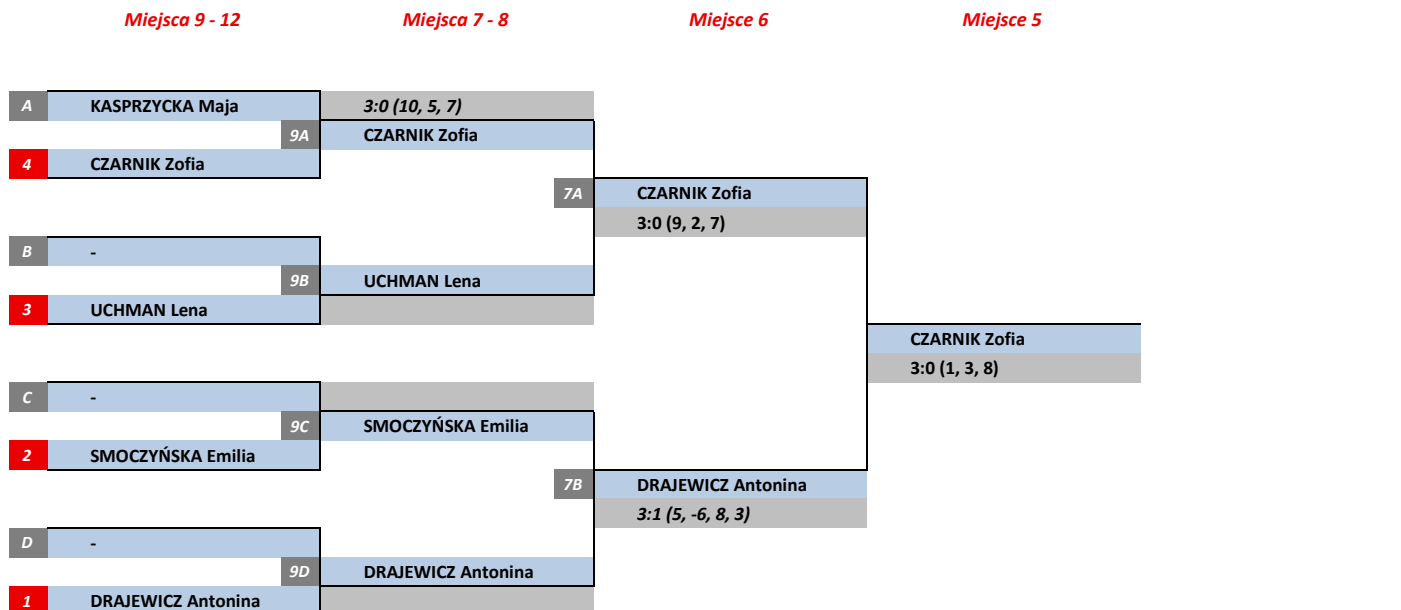 Miejsca 9 - 12 Miejsca 7 - 8 Miejsce 6 Miejsce 5
A KASPRZYCKA Maja 3:0 (10, 5, 7)
9A CZARNIK Zofia
4 CZARNIK Zofia
7A CZARNIK Zofia
3:0 (9, 2, 7)
B -
9B UCHMAN Lena
3 UCHMAN Lena
CZARNIK Zofia
3:0 (1, 3, 8)
C -
9C SMOCZYŃSKA Emilia
2 SMOCZYŃSKA Emilia
7B DRAJEWICZ Antonina
3:1 (5, -6, 8, 3)
D -
9D DRAJEWICZ Antonina
1 DRAJEWICZ Antonina